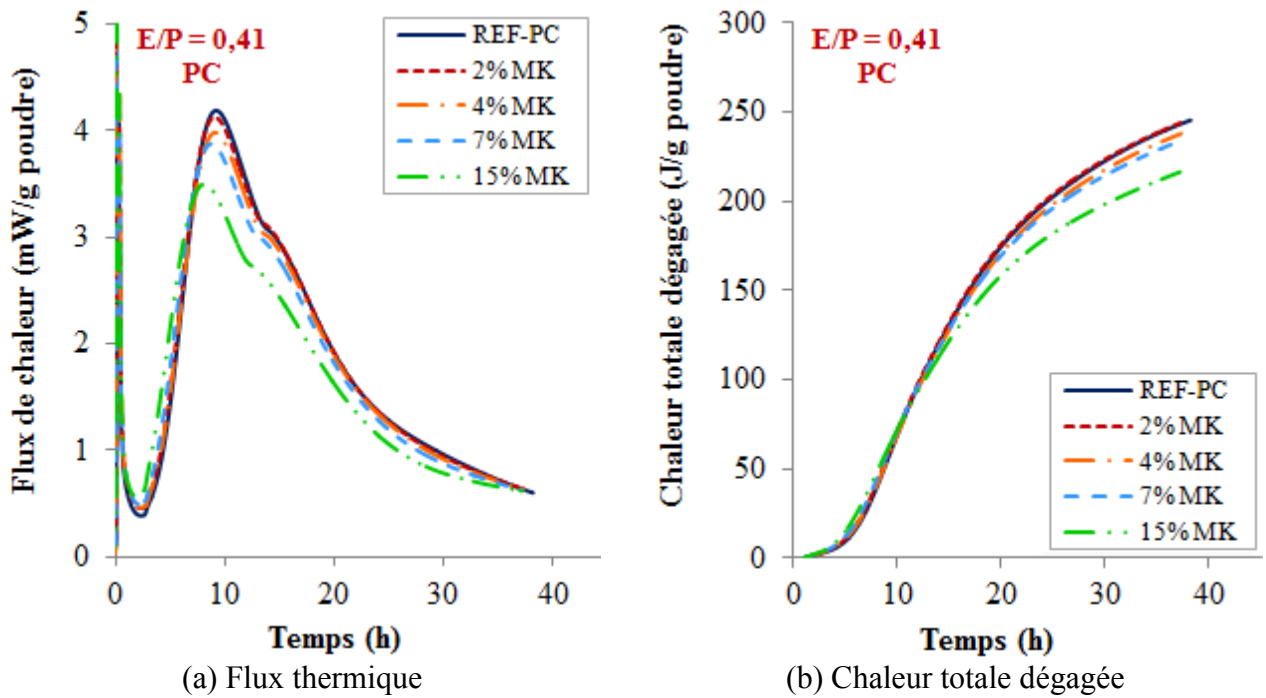 Flux de chaleur (mW/g poudre)
5
4
3
2
1
0
E/P = 0,41
PC
REF-PC
2%MK
4%MK
7%MK
15%MK
0
10
20
30
40
Temps (h)
(a) Flux thermique
Chaleur totale dégagée (J/g poudre)
300
250
200
150
100
50
0
E/P = 0,41
PC
REF-PC
2%MK
4%MK
7%MK
15%MK
0
10
20
30
40
Temps (h)
(b) Chaleur totale dégagée